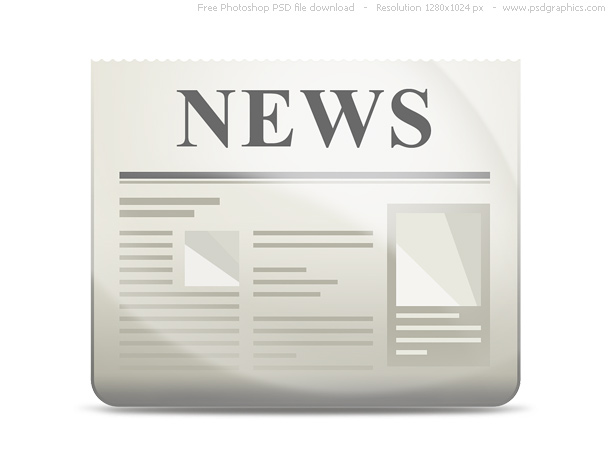 Free Photoshop PSD file download - Resolution 1280x1024 px - www.psdgraphics.com
NEWS